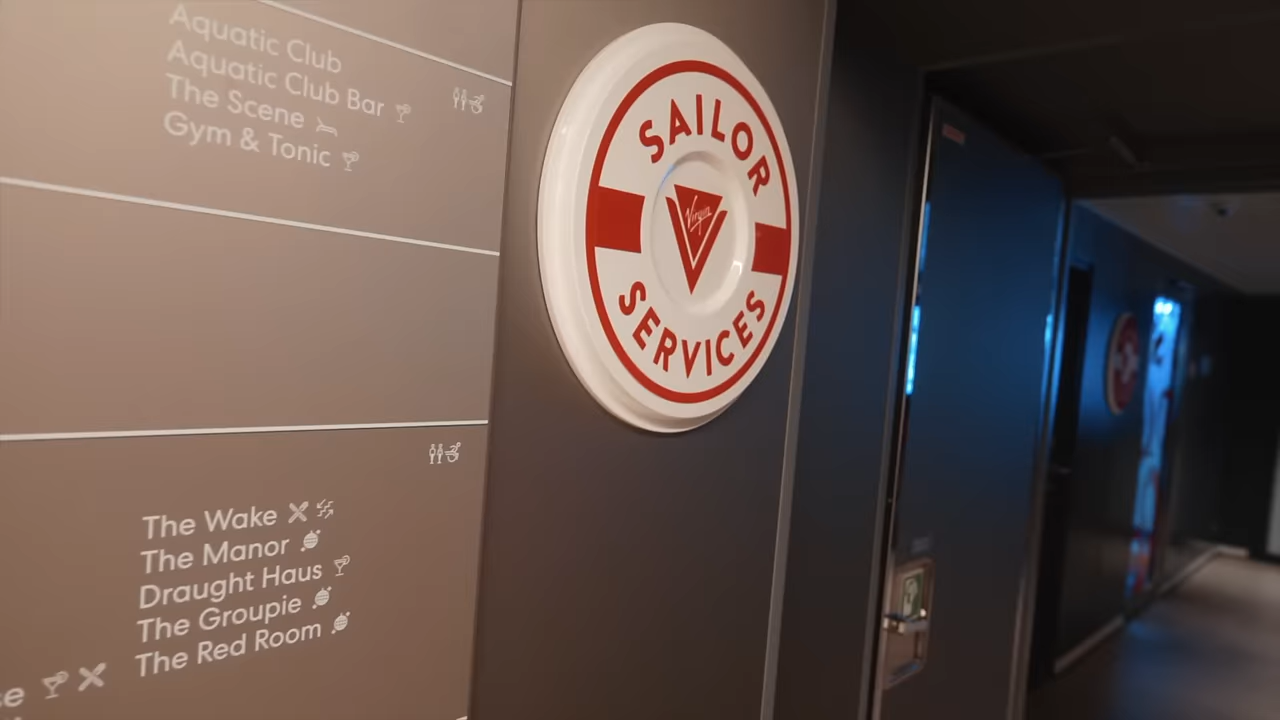 Aquatic Club
Aquatic Club Bar
The Scene
Gym & Tonic
SAILOR
Virgin
SERVICES
The Wake
The Manor
Draught Haus
The Groupie
The Red Room